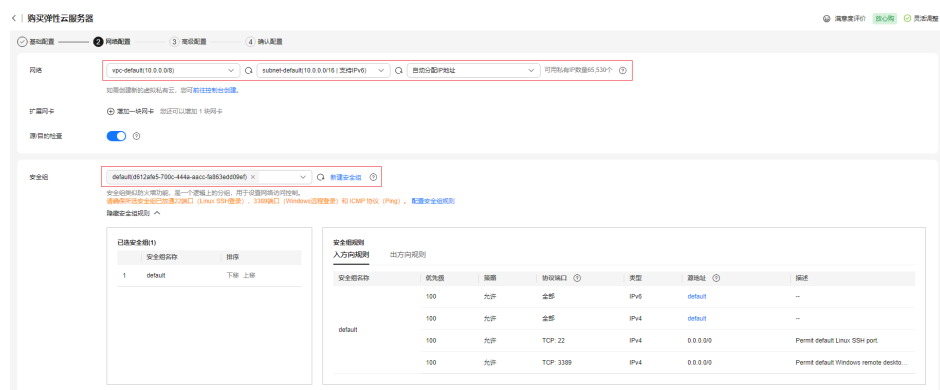 购买弹性云服务器
满意度评价 放心购 灵活调整
基础配置 2 网络配置 3 高级配置 4 确认配置
网络 vpc-default(10.0.0.0/8) subnet-default(10.0.0.0/16 | 支持IPv6) 自动分配IP地址 可用私有IP数量65,530个
如需创建新的虚拟私有云，您可前往控制台创建。
扩展网卡 增加一块网卡 您还可以增加 1 块网卡
源/目的检查
安全组 default(d612afe5-700c-444a-aacc-fa863edd09ef) × 新建安全组
安全组类似防火墙功能，是一个逻辑上的分组，用于设置网络访问控制。
请确保所选安全组已放通22端口（Linux SSH登录），3389端口（Windows远程登录）和 ICMP 协议（Ping）。 配置安全组规则
隐藏安全组规则
已选安全组(1)
安全组名称 排序
1 default 下移 上移
安全组规则
入方向规则 出方向规则
安全组名称 优先级 策略 协议端口 类型 源地址 描述
default
100 允许 全部 IPv6 default --
100 允许 全部 IPv4 default --
100 允许 TCP: 22 IPv4 0.0.0.0/0 Permit default Linux SSH port.
100 允许 TCP: 3389 IPv4 0.0.0.0/0 Permit default Windows remote deskto...